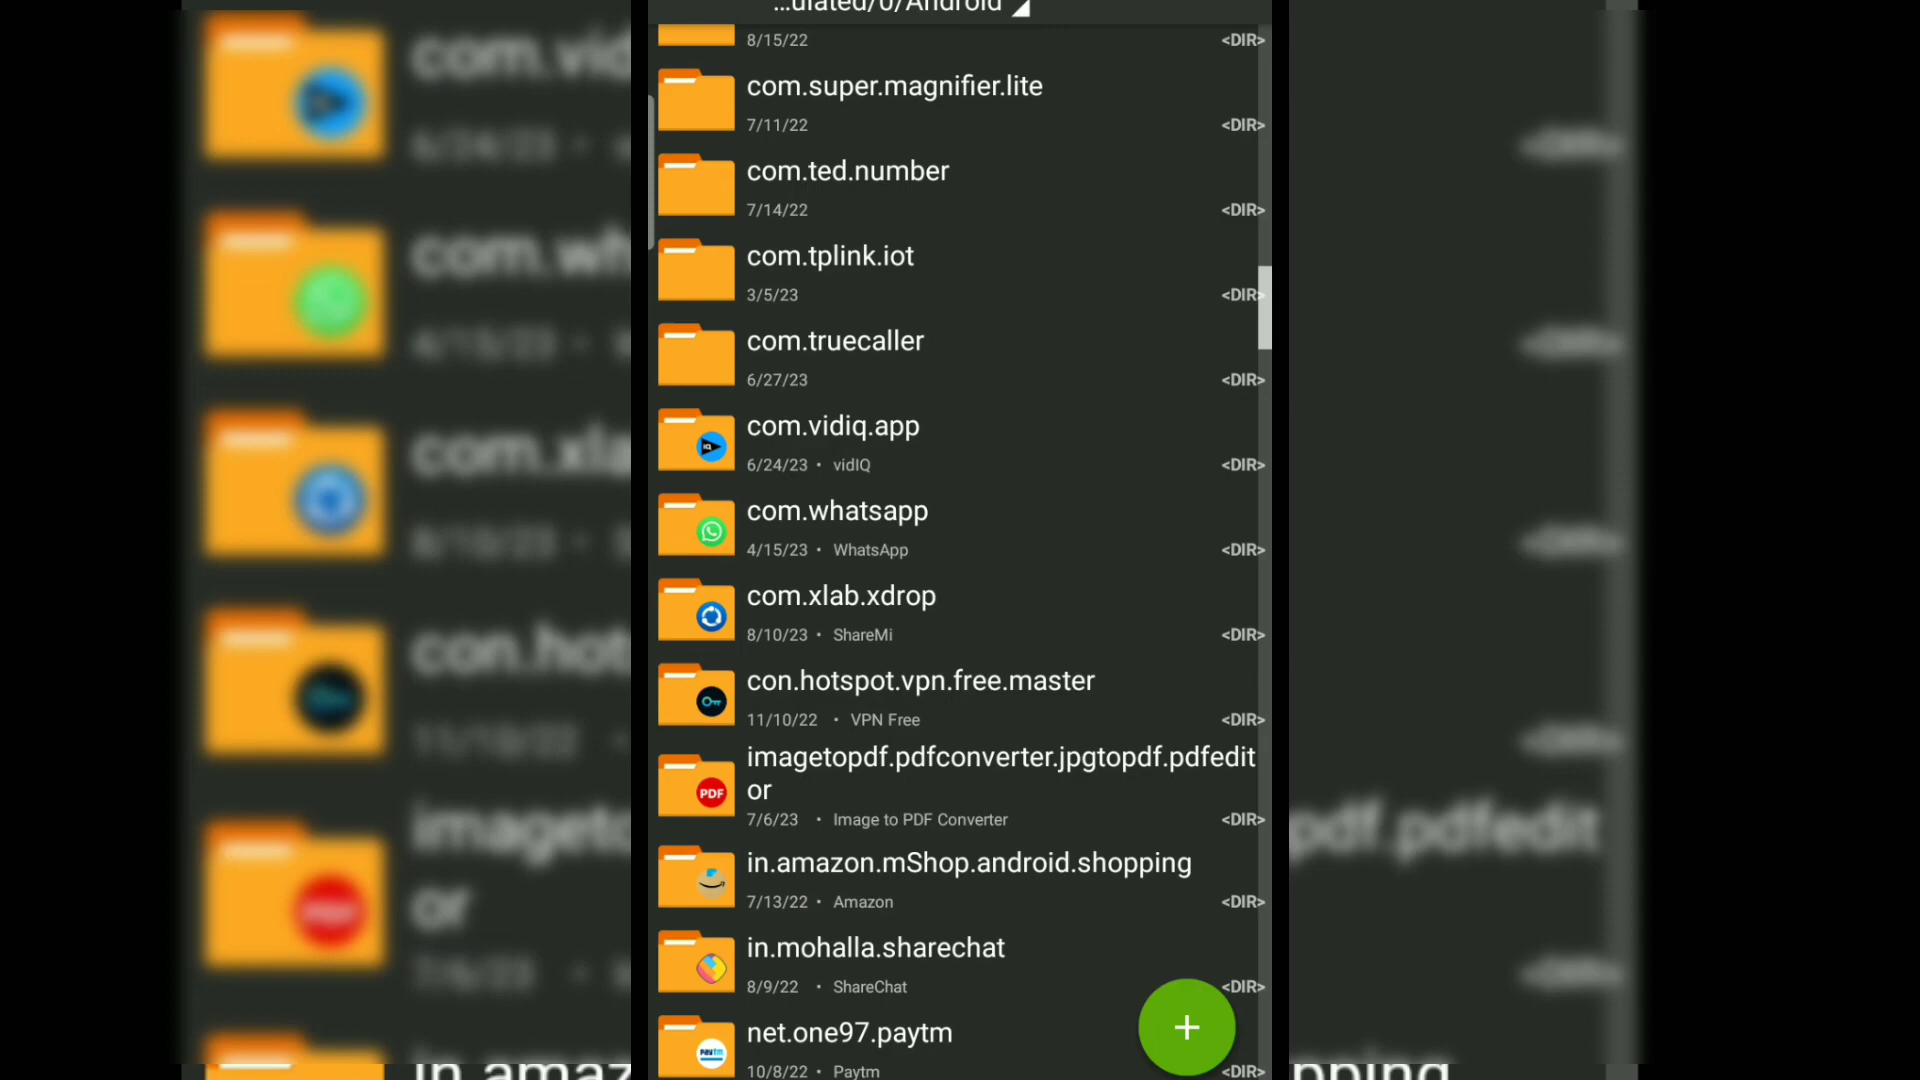 ...ulated/0/Android
8/15/22 <DIR>
com.super.magnifier.lite
7/11/22 <DIR>
com.ted.number
7/14/22 <DIR>
com.tplink.iot
3/5/23 <DIR>
com.truecaller
6/27/23 <DIR>
com.vidiq.app
6/24/23 • vidIQ <DIR>
com.whatsapp
4/15/23 • WhatsApp <DIR>
com.xlab.xdrop
8/10/23 • ShareMi <DIR>
con.hotspot.vpn.free.master
11/10/22 • VPN Free <DIR>
imagetopdf.pdfconverter.jpgtopdf.pdfedit
or
PDF
7/6/23 • Image to PDF Converter <DIR>
in.amazon.mShop.android.shopping
7/13/22 • Amazon <DIR>
in.mohalla.sharechat
8/9/22 • ShareChat <DIR>
net.one97.paytm
paytm
10/8/22 • Paytm <DIR>